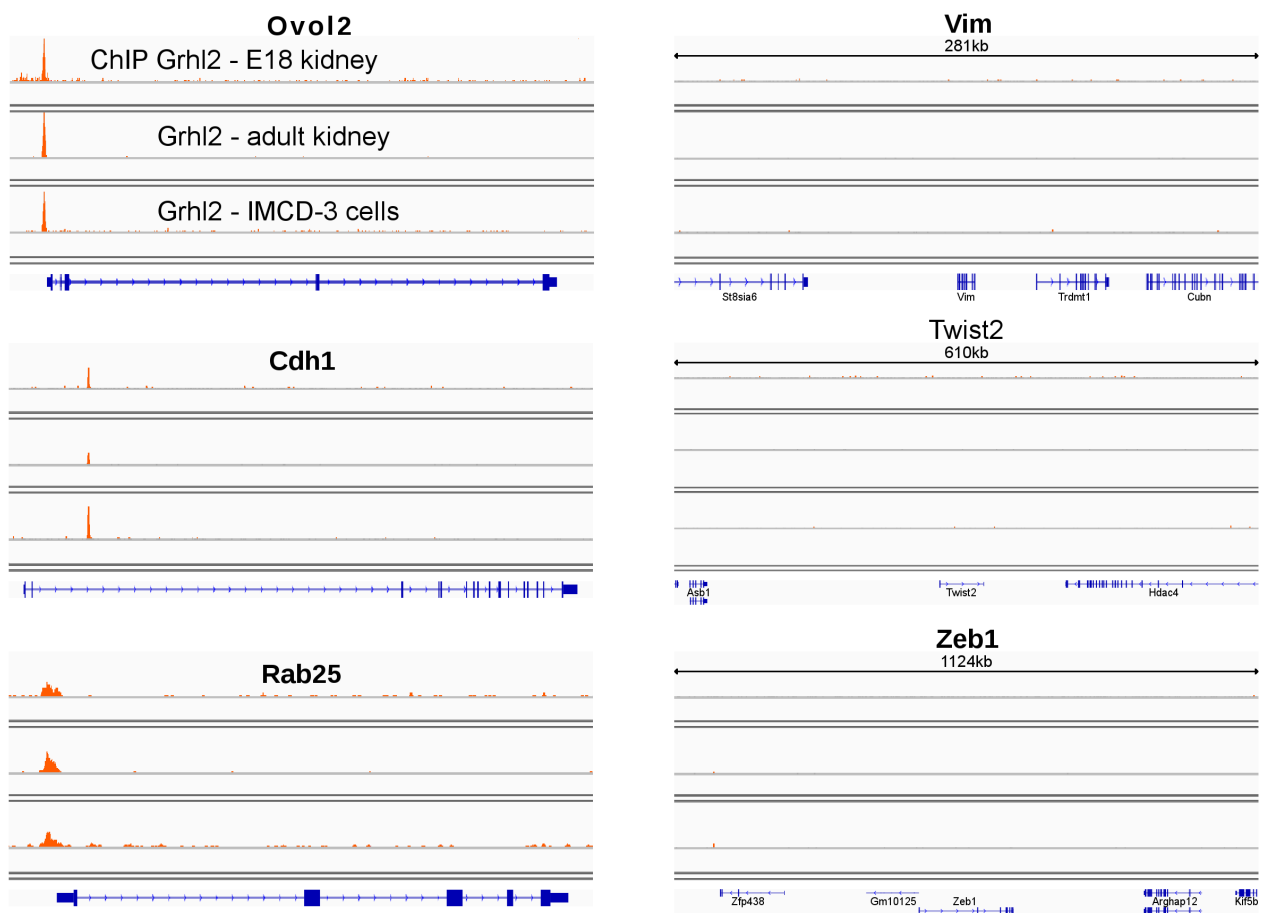 Ovol2
ChIP Grhl2 - E18 kidney
Grhl2 - adult kidney
Grhl2 - IMCD-3 cells
Vim
281kb
St8sia6 Vim Trdmt1 Cubn
Cdh1
Twist2
610kb
Asb1 Twist2 Hdac4
Rab25
Zeb1
1124kb
Zfp438 Gm10125 Zeb1 Arghap12 Kif5b